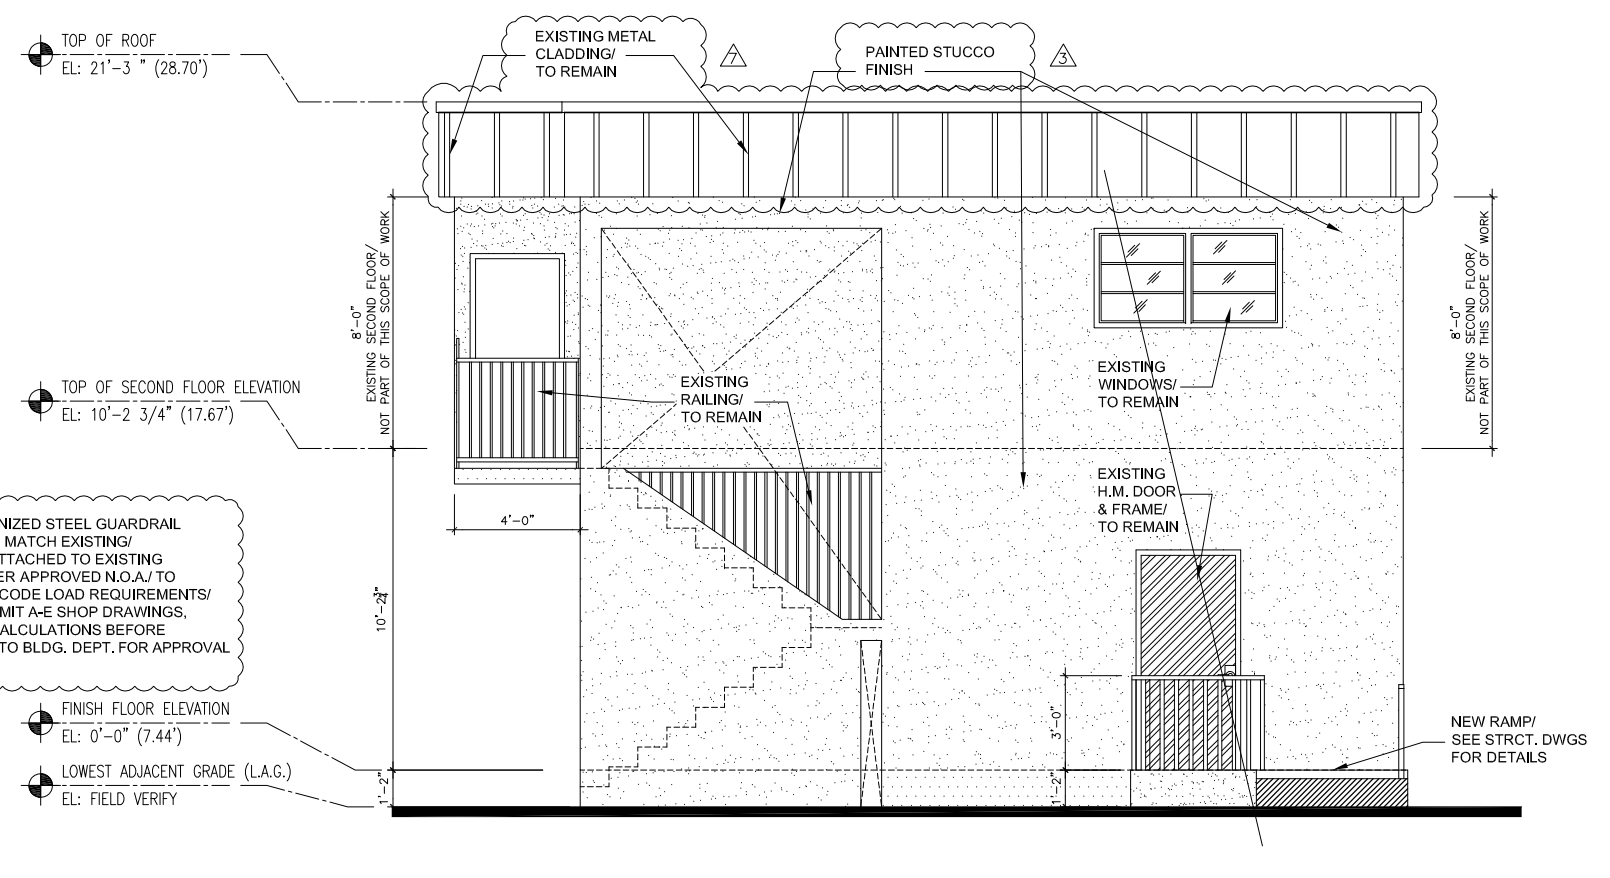 TOP OF ROOF
EL: 21'-3 " (28.70')
EXISTING METAL
CLADDING/
TO REMAIN
7
PAINTED STUCCO
FINISH
3
8'-0"
EXISTING SECOND FLOOR/
NOT PART OF THIS SCOPE OF WORK
8'-0"
EXISTING SECOND FLOOR/
NOT PART OF THIS SCOPE OF WORK
TOP OF SECOND FLOOR ELEVATION
EL: 10'-2 3/4" (17.67')
EXISTING
RAILING/
TO REMAIN
EXISTING
WINDOWS/
TO REMAIN
EXISTING
H.M. DOOR
& FRAME/
TO REMAIN
4'-0"
NIZED STEEL GUARDRAIL
MATCH EXISTING/
TTACHED TO EXISTING
ER APPROVED N.O.A./ TO
CODE LOAD REQUIREMENTS/
MIT A-E SHOP DRAWINGS,
ALCULATIONS BEFORE
TO BLDG. DEPT. FOR APPROVAL
10'-2 3/4"
FINISH FLOOR ELEVATION
EL: 0'-0" (7.44')
LOWEST ADJACENT GRADE (L.A.G.)
EL: FIELD VERIFY
1'-2"
3'-0"
1'-2"
NEW RAMP/
SEE STRCT. DWGS
FOR DETAILS